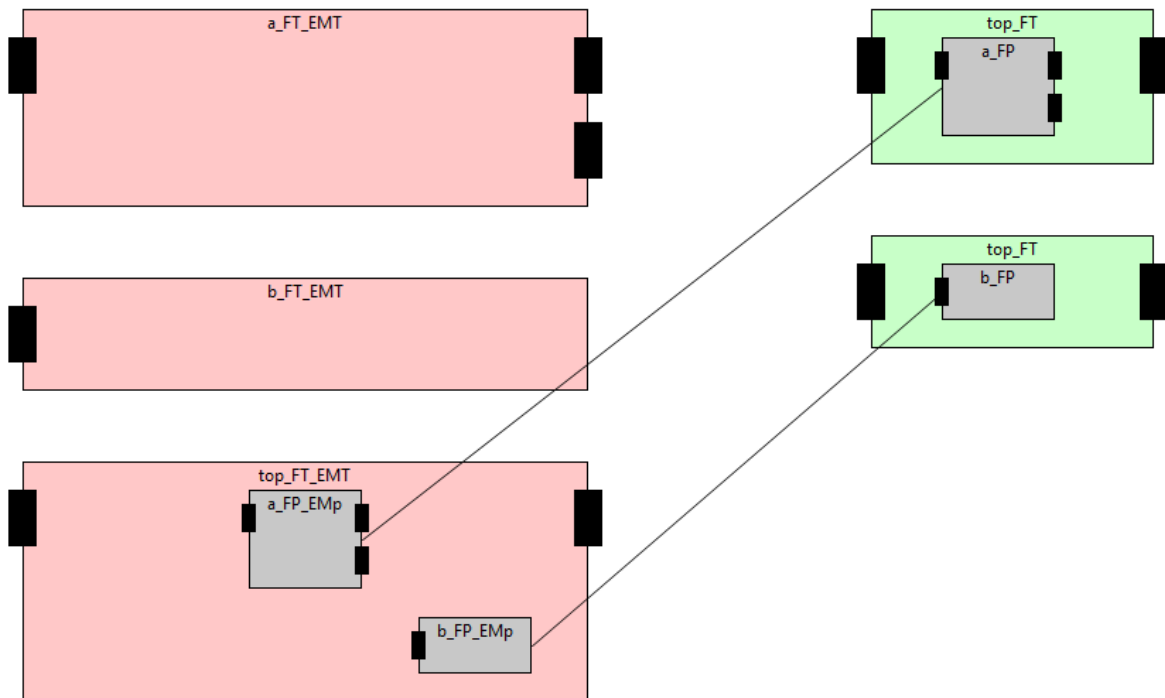 a_FT_EMT
top_FT
a_FP
b_FT_EMT
top_FT
b_FP
top_FT_EMT
a_FP_EMp
b_FP_EMp